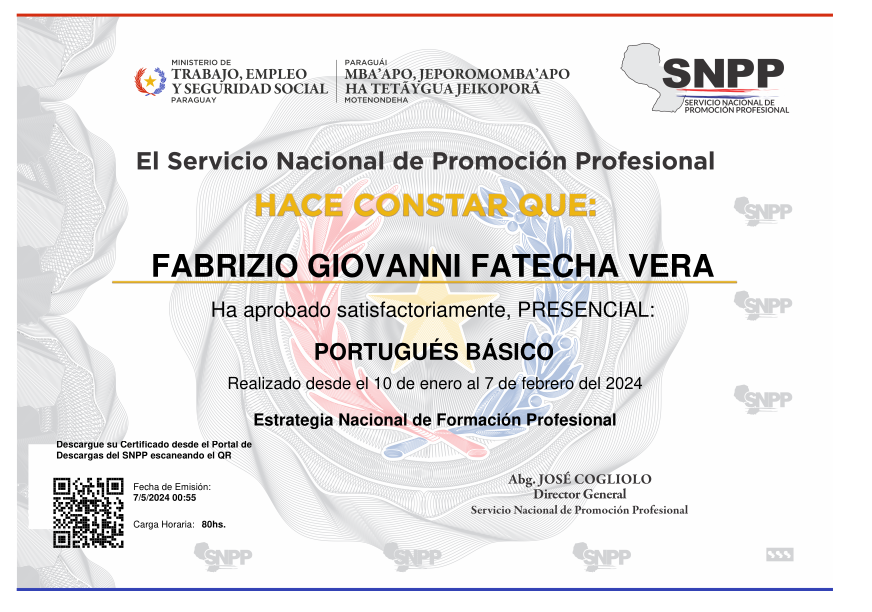 MINISTERIO DE
TRABAJO, EMPLEO
Y SEGURIDAD SOCIAL
PARAGUAY
PARAGUÁI
MBA'APO, JEPOROMOMBA'APO
HA TETÃYGUA JEIKOPORÃ
MOTENONDEHA
SNPP
SERVICIO NACIONAL DE
PROMOCIÓN PROFESIONAL
El Servicio Nacional de Promoción Profesional
HACE CONSTAR QUE:
SNPP
FABRIZIO GIOVANNI FATECHA VERA
Ha aprobado satisfactoriamente, PRESENCIAL:
SNPP
PORTUGUÉS BÁSICO
Realizado desde el 10 de enero al 7 de febrero del 2024
SNPP
Estrategia Nacional de Formación Profesional
Descargue su Certificado desde el Portal de
Descargas del SNPP escaneando el QR
Fecha de Emisión:
7/5/2024 00:55
Carga Horaria: 80hs.
Abg. JOSÉ COGLIOLO
Director General
Servicio Nacional de Promoción Profesional
SNPP
SNPP
SNPP